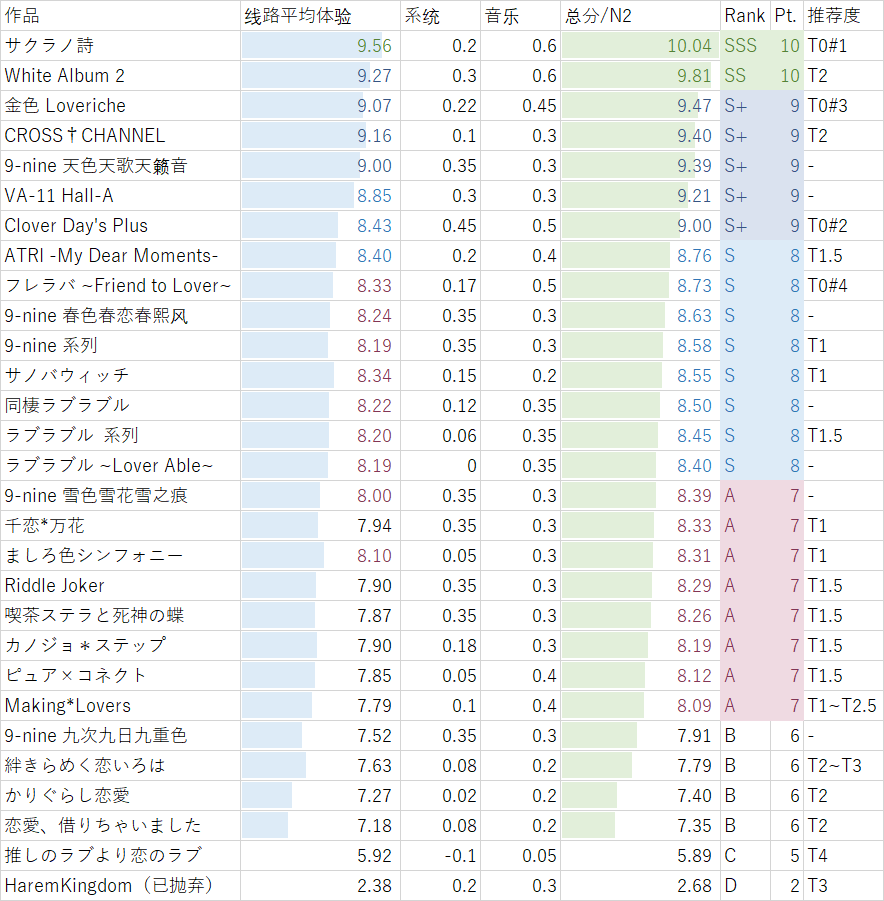 作品 线路平均体验 系统 音乐 总分/N2 Rank Pt. 推荐度
サクラノ詩 9.56 0.2 0.6 10.04 SSS 10 T0#1
White Album 2 9.27 0.3 0.6 9.81 SS 10 T2
金色 Loveriche 9.07 0.22 0.45 9.47 S+ 9 T0#3
CROSS†CHANNEL 9.16 0.1 0.3 9.40 S+ 9 T2
9-nine 天色天歌天籁音 9.00 0.35 0.3 9.39 S+ 9 -
VA-11 Hall-A 8.85 0.3 0.3 9.21 S+ 9 -
Clover Day's Plus 8.43 0.45 0.5 9.00 S+ 9 T0#2
ATRI -My Dear Moments- 8.40 0.2 0.4 8.76 S 8 T1.5
フレラバ ~Friend to Lover~ 8.33 0.17 0.5 8.73 S 8 T0#4
9-nine 春色春恋春熙风 8.24 0.35 0.3 8.63 S 8 -
9-nine 系列 8.19 0.35 0.3 8.58 S 8 T1
サノバウィッチ 8.34 0.15 0.2 8.55 S 8 T1
同棲ラブラブル 8.22 0.12 0.35 8.50 S 8 -
ラブラブル 系列 8.20 0.06 0.35 8.45 S 8 T1.5
ラブラブル ~Lover Able~ 8.19 0 0.35 8.40 S 8 -
9-nine 雪色雪花雪之痕 8.00 0.35 0.3 8.39 A 7 -
千恋*万花 7.94 0.35 0.3 8.33 A 7 T1
ましろ色シンフォニー 8.10 0.05 0.3 8.31 A 7 T1
Riddle Joker 7.90 0.35 0.3 8.29 A 7 T1.5
喫茶ステラと死神の蝶 7.87 0.35 0.3 8.26 A 7 T1.5
カノジョ＊ステップ 7.90 0.18 0.3 8.19 A 7 T1.5
ピュア×コネクト 7.85 0.05 0.4 8.12 A 7 T1.5
Making*Lovers 7.79 0.1 0.4 8.09 A 7 T1~T2.5
9-nine 九次九日九重色 7.52 0.35 0.3 7.91 B 6 -
絆きらめく恋いろは 7.63 0.08 0.2 7.79 B 6 T2~T3
かりぐらし恋愛 7.27 0.02 0.2 7.40 B 6 T2
恋愛、借りちゃいました 7.18 0.08 0.2 7.35 B 6 T2
推しのラブより恋のラブ 5.92 -0.1 0.05 5.89 C 5 T4
HaremKingdom（已抛弃） 2.38 0.2 0.3 2.68 D 2 T3